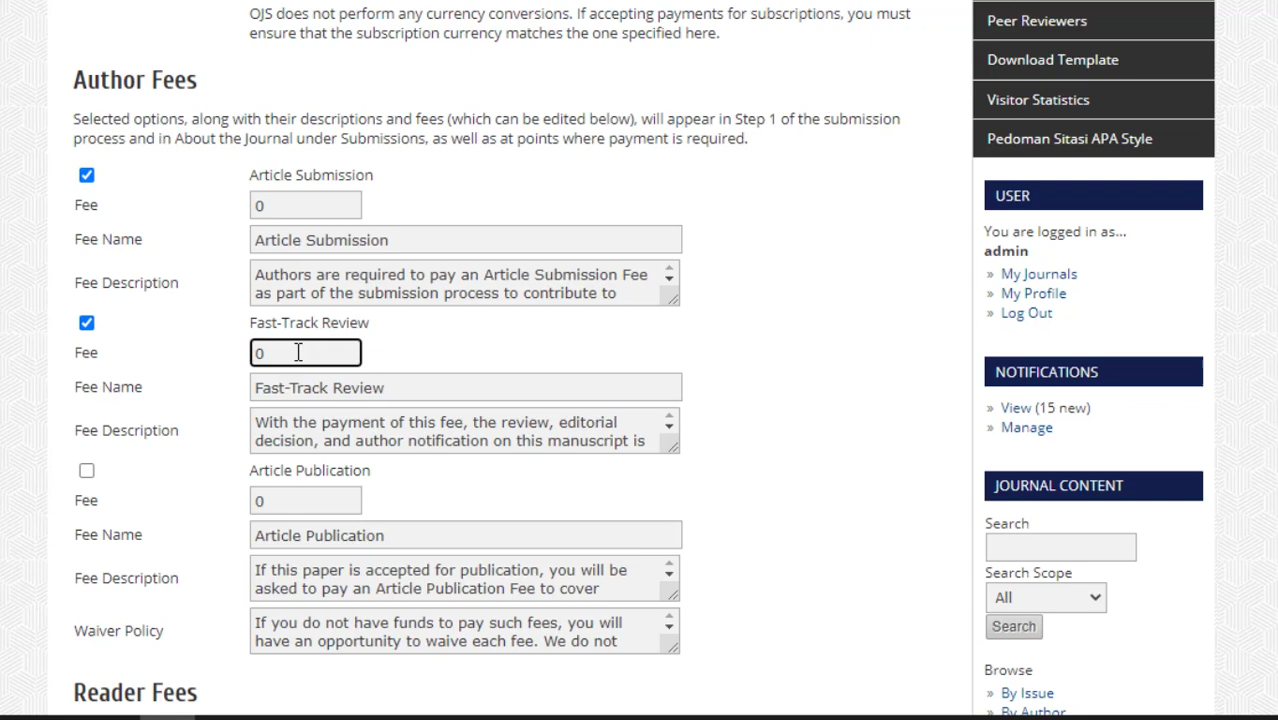 OJS does not perform any currency conversions. If accepting payments for subscriptions, you must
ensure that the subscription currency matches the one specified here.
Author Fees
Selected options, along with their descriptions and fees (which can be edited below), will appear in Step 1 of the submission
process and in About the Journal under Submissions, as well as at points where payment is required.
Article Submission
Fee 0
Fee Name Article Submission
Fee Description Authors are required to pay an Article Submission Fee
as part of the submission process to contribute to
Fast-Track Review
Fee 0
Fee Name Fast-Track Review
Fee Description With the payment of this fee, the review, editorial
decision, and author notification on this manuscript is
Article Publication
Fee 0
Fee Name Article Publication
Fee Description If this paper is accepted for publication, you will be
asked to pay an Article Publication Fee to cover
Waiver Policy If you do not have funds to pay such fees, you will
have an opportunity to waive each fee. We do not
Reader Fees
Peer Reviewers
Download Template
Visitor Statistics
Pedoman Sitasi APA Style
USER
You are logged in as...
admin
» My Journals
» My Profile
» Log Out
NOTIFICATIONS
» View (15 new)
» Manage
JOURNAL CONTENT
Search
Search Scope
All
Search
Browse
» By Issue
» By Author